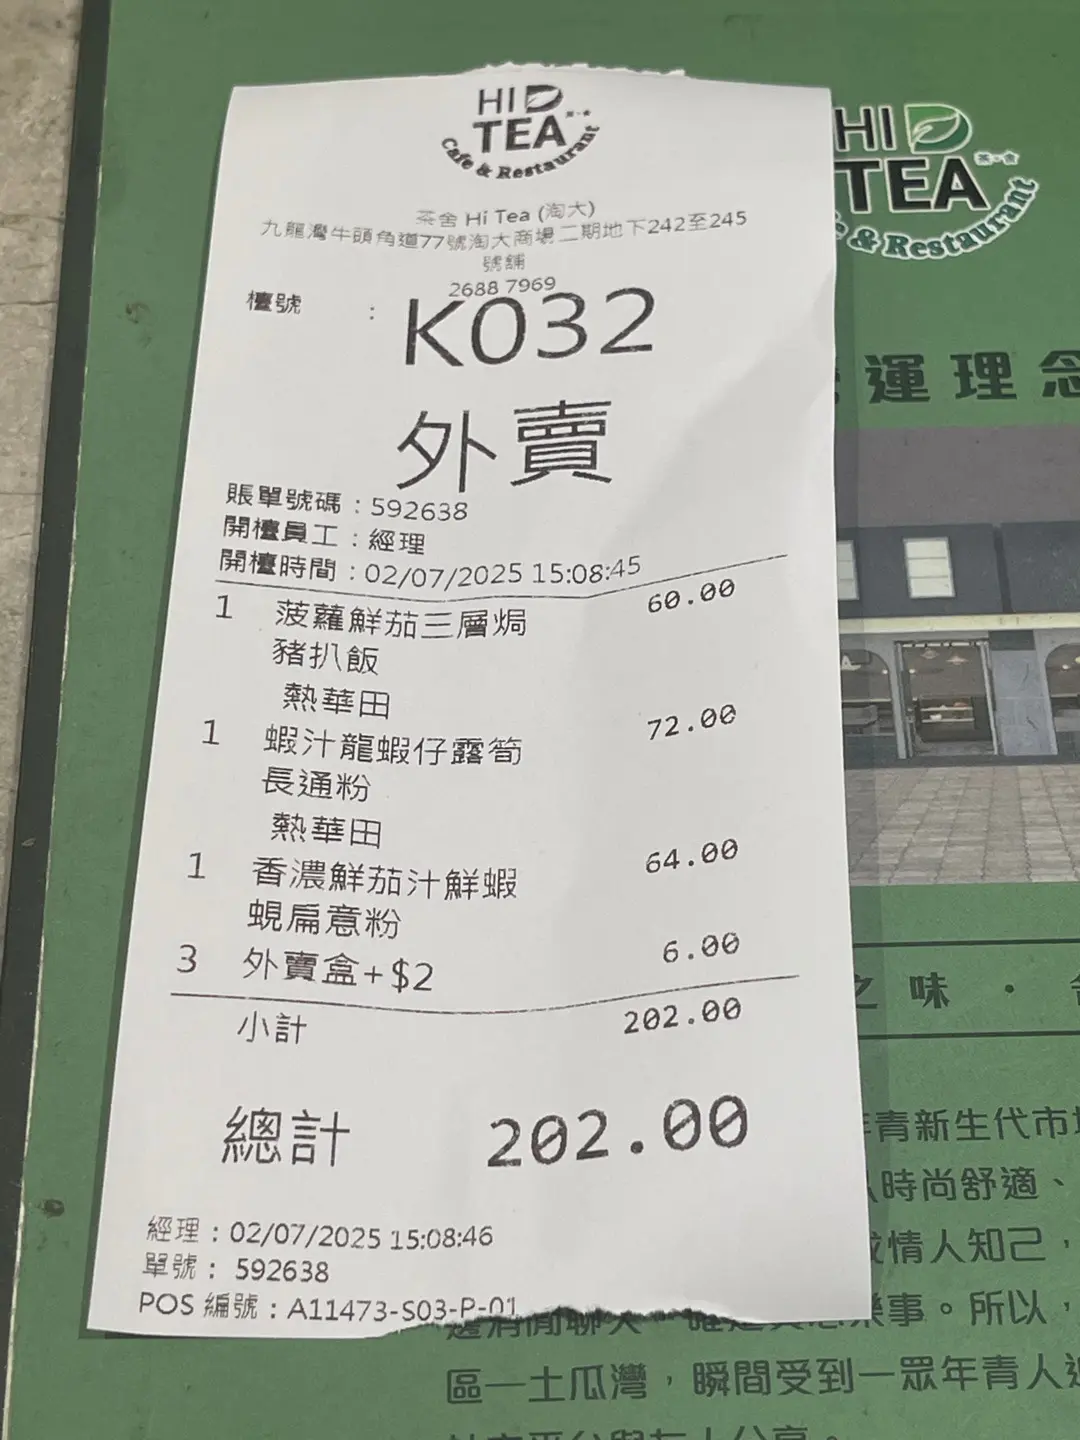 HI
TEA 茶·舍
Cafe & Restaurant
茶舍 Hi Tea (淘大)
九龍灣牛頭角道77號淘大商場二期地下242至245
號舖
2688 7969
檯號 : K032
外賣
賬單號碼：592638
開檯員工：經理
開檯時間：02/07/2025 15:08:45
1 菠蘿鮮茄三層焗 60.00
豬扒飯
熱華田
1 蝦汁龍蝦仔露筍 72.00
長通粉
熱華田
1 香濃鮮茄汁鮮蝦 64.00
蜆扁意粉
3 外賣盒+$2 6.00
小計 202.00
總計 202.00
經理：02/07/2025 15:08:46
單號：592638
POS 編號：A11473-S03-P-01
HI
TEA 茶·舍
& Restaurant
運理念
之味·
青新生代市
時尚舒適、
情人知己，
樂事。所以，
區一土瓜灣，瞬間受到一眾年青人